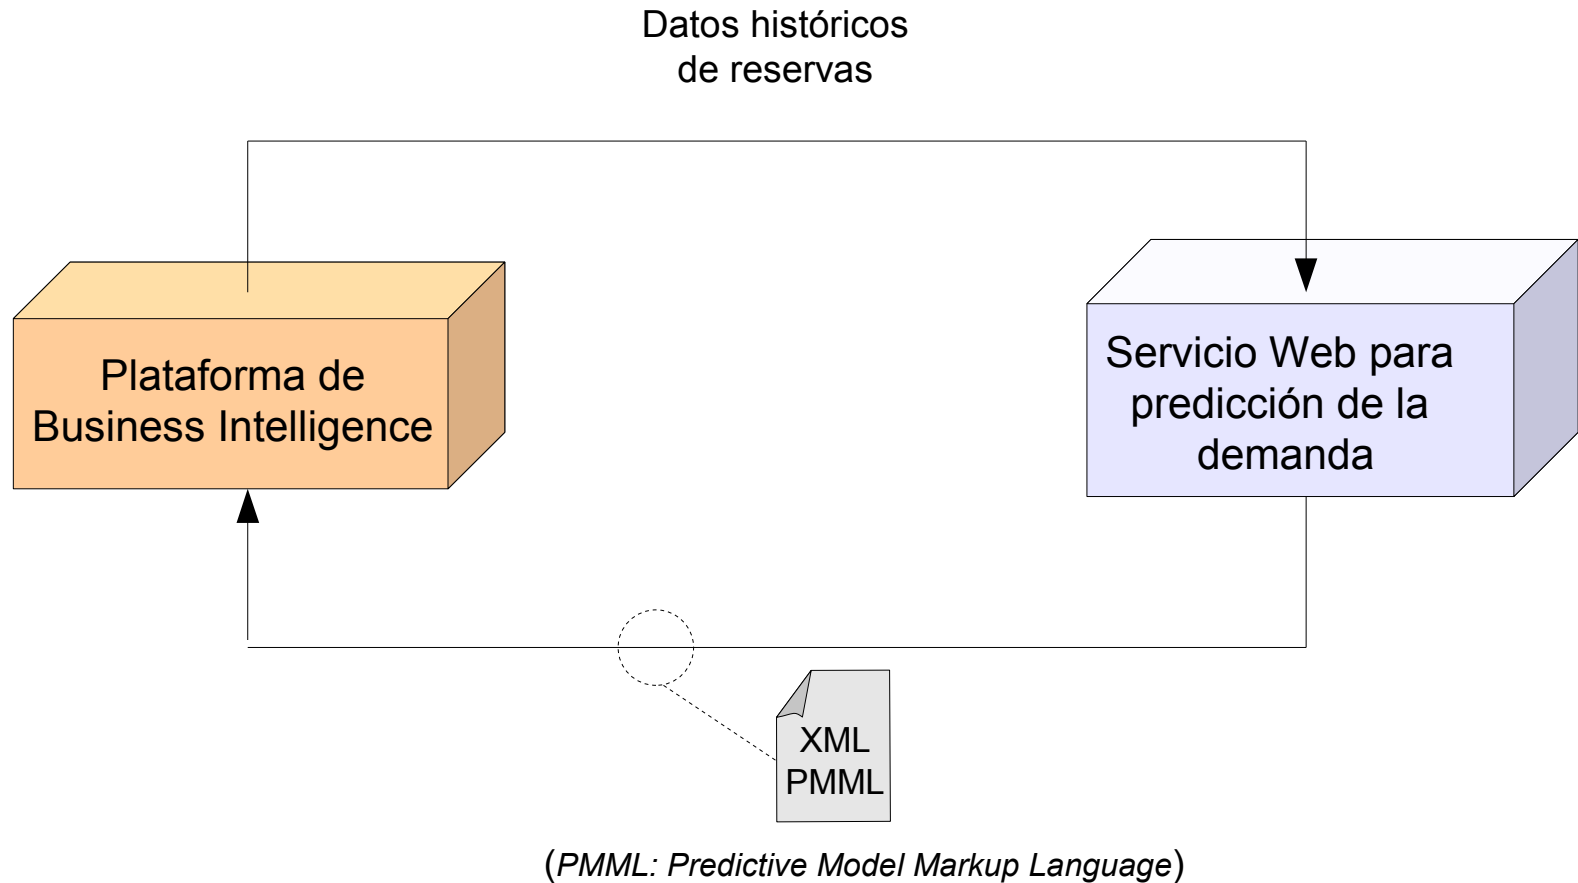 Datos históricos
de reservas
Plataforma de
Business Intelligence
Servicio Web para
predicción de la
demanda
XML
PMML
(PMML: Predictive Model Markup Language)